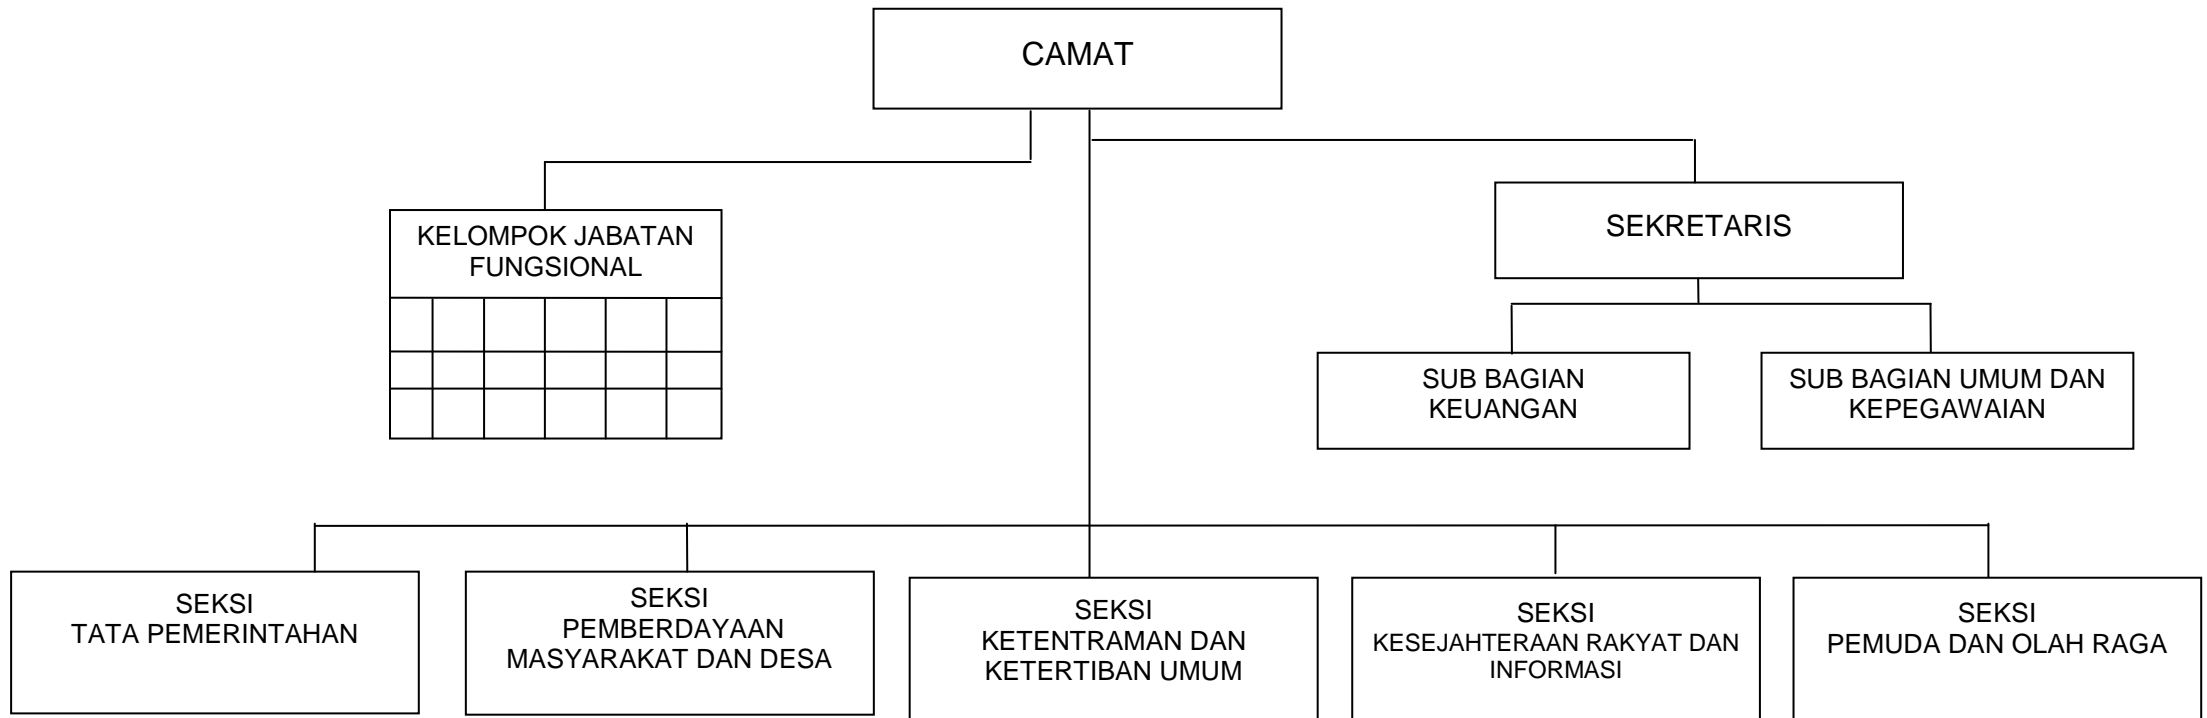 CAMAT
KELOMPOK JABATAN
FUNGSIONAL
SEKRETARIS
SUB BAGIAN
KEUANGAN
SUB BAGIAN UMUM DAN
KEPEGAWAIAN
SEKSI
TATA PEMERINTAHAN
SEKSI
PEMBERDAYAAN
MASYARAKAT DAN DESA
SEKSI
KETENTRAMAN DAN
KETERTIBAN UMUM
SEKSI
KESEJAHTERAAN RAKYAT DAN
INFORMASI
SEKSI
PEMUDA DAN OLAH RAGA